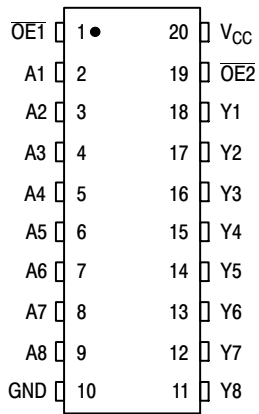 O̅E̅1̅ 1 20 VCC
A1 2 19 O̅E̅2̅
A2 3 18 Y1
A3 4 17 Y2
A4 5 16 Y3
A5 6 15 Y4
A6 7 14 Y5
A7 8 13 Y6
A8 9 12 Y7
GND 10 11 Y8